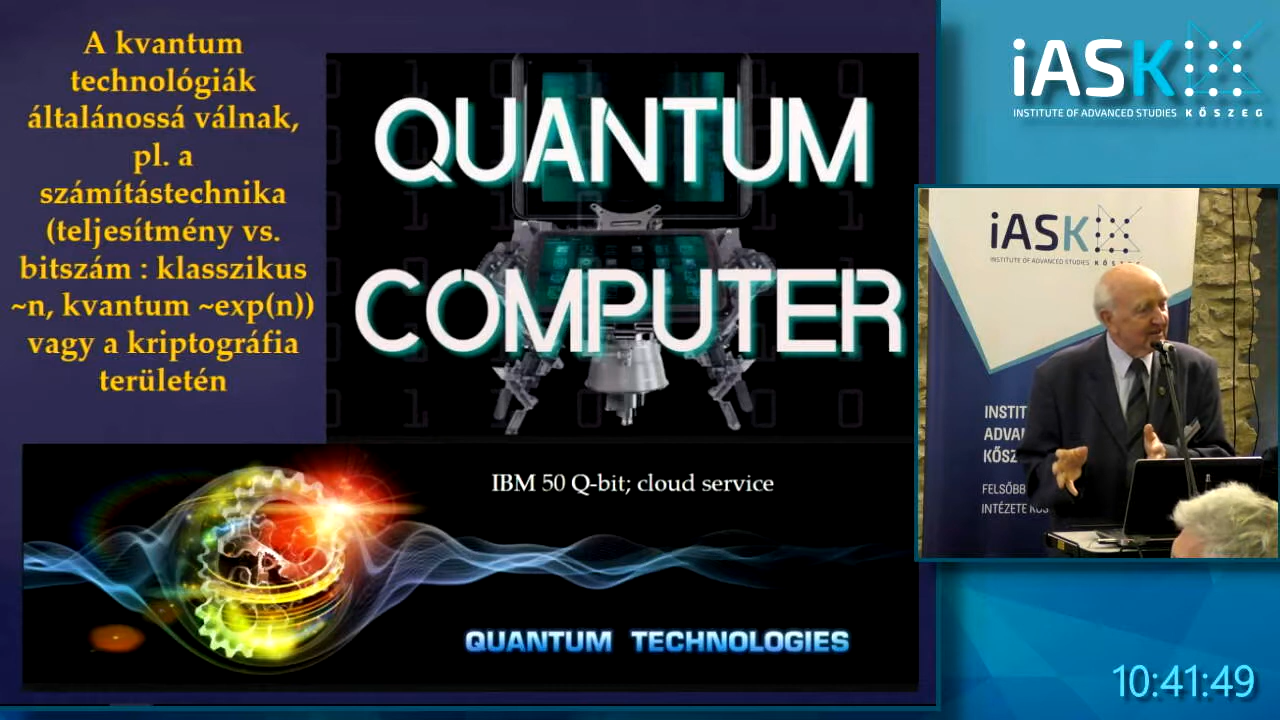 A kvantum
technológiák
általánossá válnak,
pl. a
számítástechnika
(teljesítmény vs.
bitszám : klasszikus
~n, kvantum ~exp(n))
vagy a kriptográfia
területén
QUANTUM
COMPUTER
IBM 50 Q-bit; cloud service
QUANTUM TECHNOLOGIES
iASK
INSTITUTE OF ADVANCED STUDIES KŐSZEG
iASK
INSTITUTE OF ADVANCED STUDIES
INSTIT
ADVA
KŐSZ
FELSŐBB
INTÉZETE KŐS
10:41:49